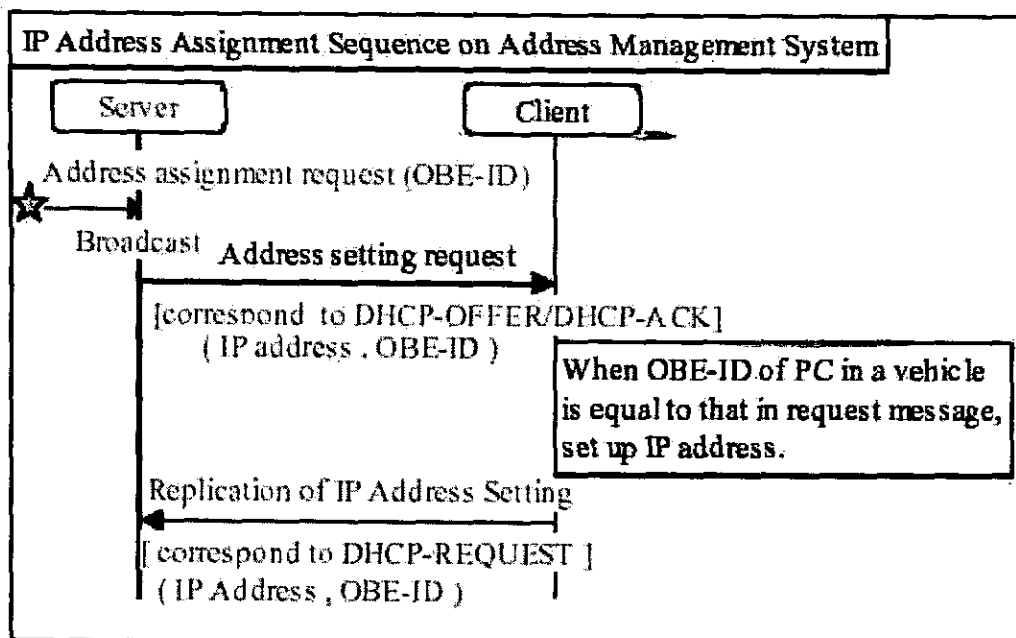 IP Address Assignment Sequence on Address Management System
Server
Client
Address assignment request (OBE-ID)
Broadcast
Address setting request
[correspond to DHCP-OFFER/DHCP-ACK]
( IP address , OBE-ID )
When OBE-ID of PC in a vehicle
is equal to that in request message,
set up IP address.
Replication of IP Address Setting
[ correspond to DHCP-REQUEST ]
( IP Address , OBE-ID )